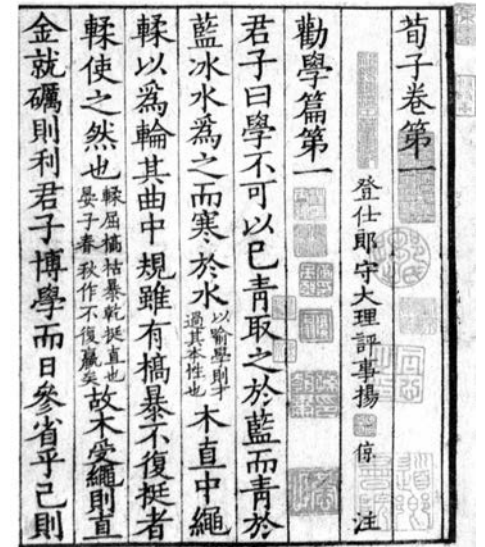 荀子卷第一
登仕郎守大理評事揚倞注
勸學篇第一
君子曰學不可以已青取之於藍而青於
藍冰水為之而寒於水以喻學則才過其本性也木直中繩
輮以為輪其曲中規雖有槁暴不復挺者
輮使之然也輮屈槁枯暴乾挺直也晏子春秋作不復贏矣故木受繩則直
金就礪則利君子博學而日參省乎己則